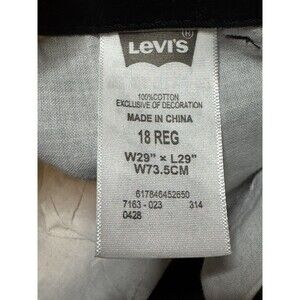 LEVI'S®
100%COTTON
EXCLUSIVE OF DECORATION
MADE IN CHINA
18 REG
W29" × L29"
W73.5CM
617846452650
7163 - 023 314
0428